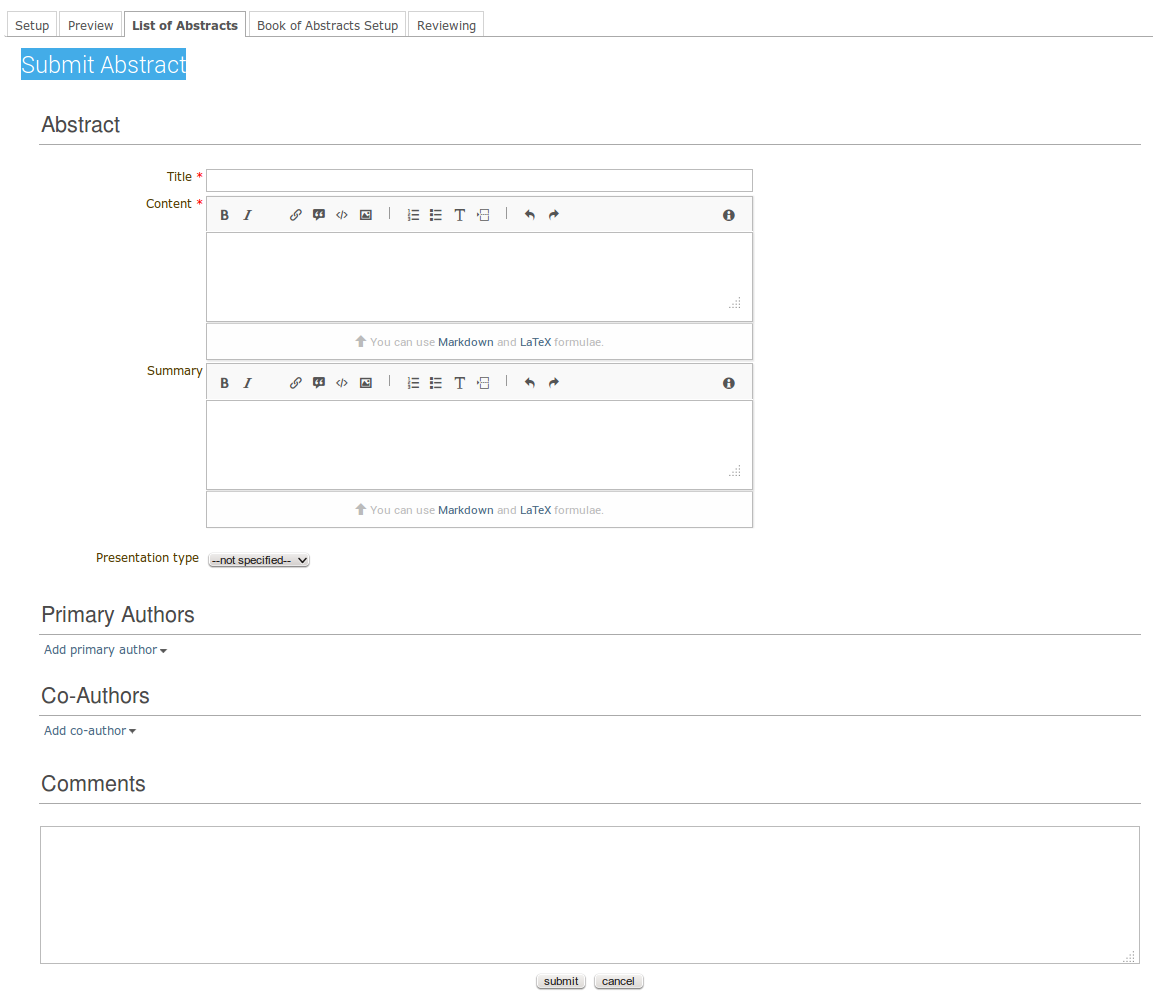 Setup Preview List of Abstracts Book of Abstracts Setup Reviewing
Submit Abstract
Abstract
Title *
Content *
B I T
You can use Markdown and LaTeX formulae.
Summary
B I T
You can use Markdown and LaTeX formulae.
Presentation type --not specified--
Primary Authors
Add primary author
Co-Authors
Add co-author
Comments
submit cancel